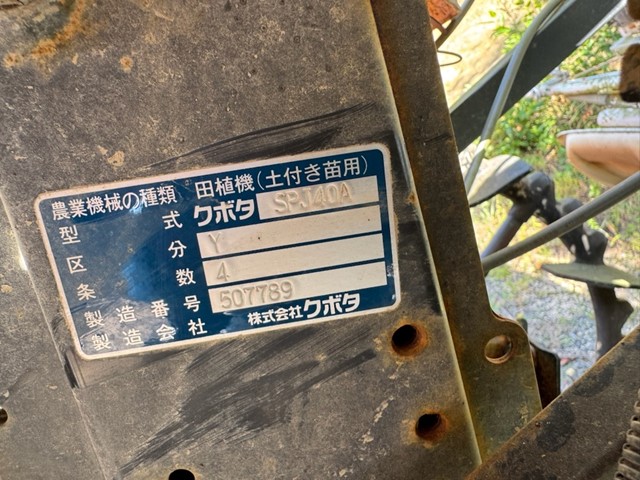 農業機械の種類 田植機(土付き苗用)
型式 クボタ SPJ40A
区分 Y
条数 4
製造番号 507789
製造会社 株式会社クボタ